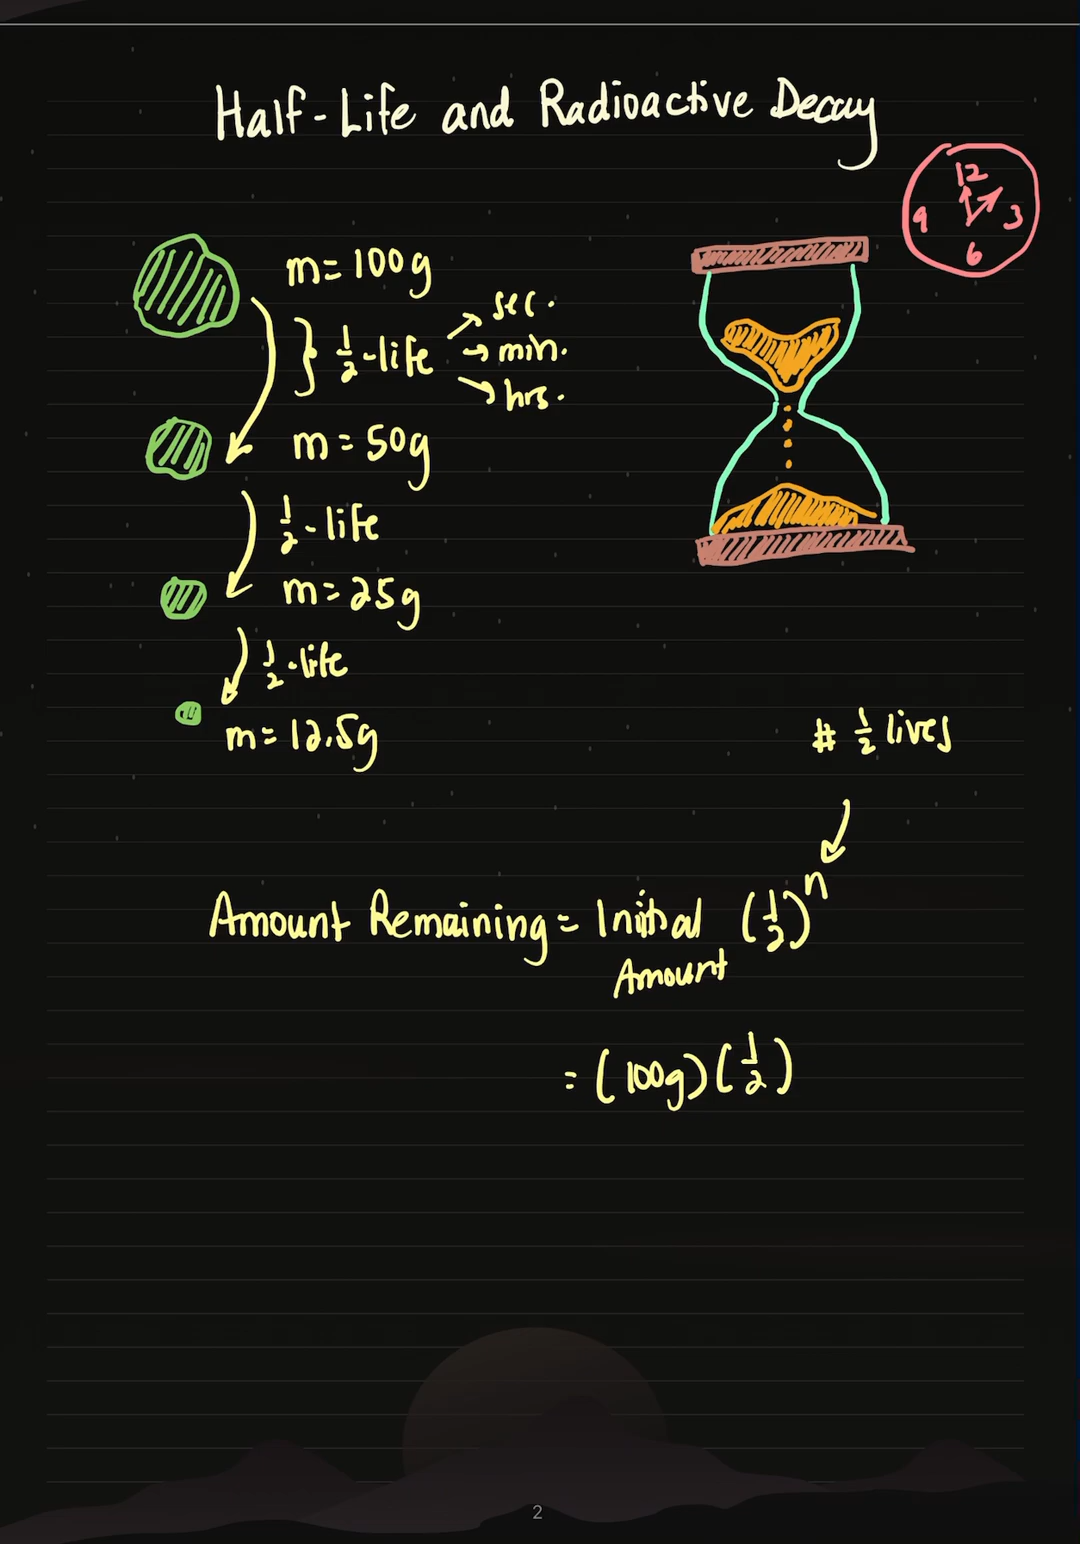 Half-Life and Radioactive Decay
12
9 3
6
m = 100g
} 1/2-life → sec.
→ min.
→ hrs.
m = 50g
1/2-life
m = 25g
1/2-life
m = 12.5g
# 1/2 lives
Amount Remaining = Initial Amount (1/2)^n
= (100g)(1/2)
2